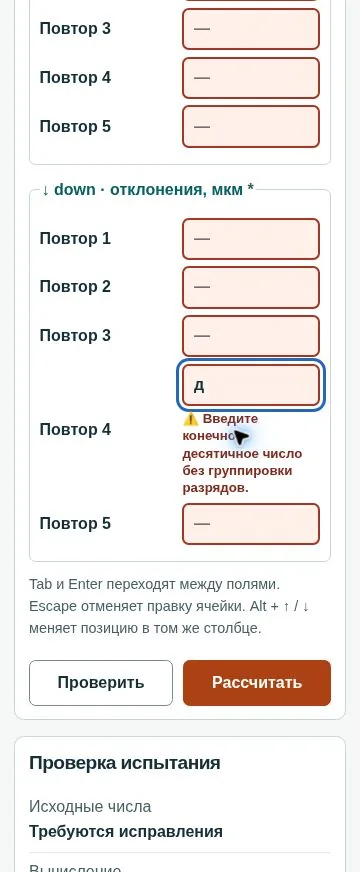 Повтор 3
—
Повтор 4
—
Повтор 5
—
↓ down · отклонения, мкм *
Повтор 1
—
Повтор 2
—
Повтор 3
—
д
Повтор 4
⚠️ Введите
конечное
десятичное число
без группировки
разрядов.
Повтор 5
—
Tab и Enter переходят между полями.
Escape отменяет правку ячейки. Alt + ↑ / ↓
меняет позицию в том же столбце.
Проверить
Рассчитать
Проверка испытания
Исходные числа
Требуются исправления
Вычисление